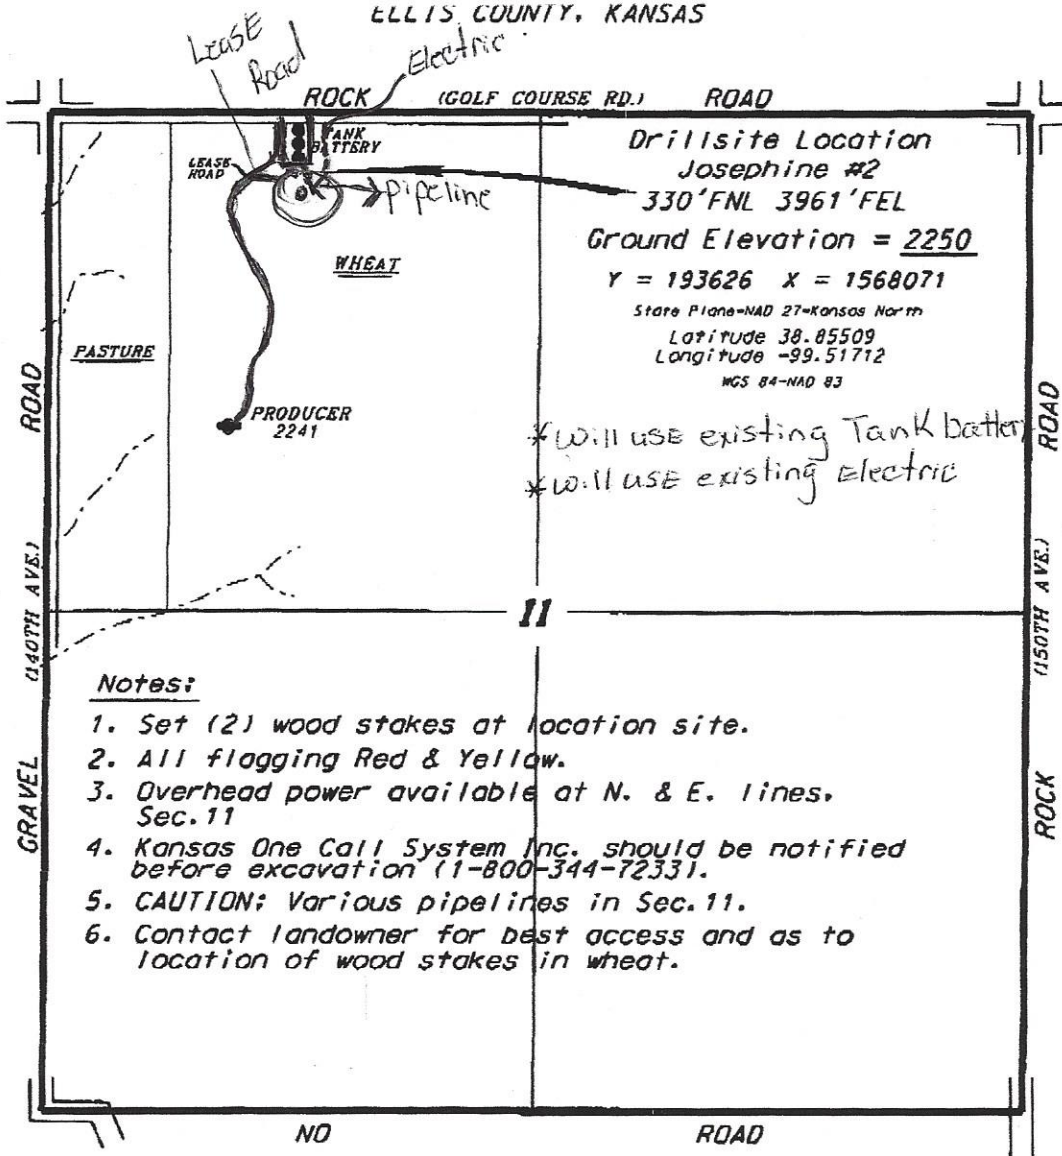 ELLIS COUNTY, KANSAS
Lease Road
Electric
ROCK (GOLF COURSE RD.) ROAD
TANK
BATTERY
LEASE
ROAD
pipeline
Drillsite Location
Josephine #2
330'FNL 3961'FEL
Ground Elevation = 2250
Y = 193626 X = 1568071
State Plane-NAD 27-Kansas North
Latitude 38.85509
Longitude -99.51712
WGS 84-NAD 83
WHEAT
PASTURE
PRODUCER
2241
* Will use existing Tank batter
* Will use existing Electric
GRAVEL (140TH AVE.) ROAD
ROCK (150TH AVE.) ROAD
11
Notes:
1. Set (2) wood stakes at location site.
2. All flagging Red & Yellow.
3. Overhead power available at N. & E. lines,
Sec.11
4. Kansas One Call System Inc. should be notified
before excavation (1-800-344-7233).
5. CAUTION: Various pipelines in Sec.11.
6. Contact landowner for best access and as to
location of wood stakes in wheat.
NO ROAD